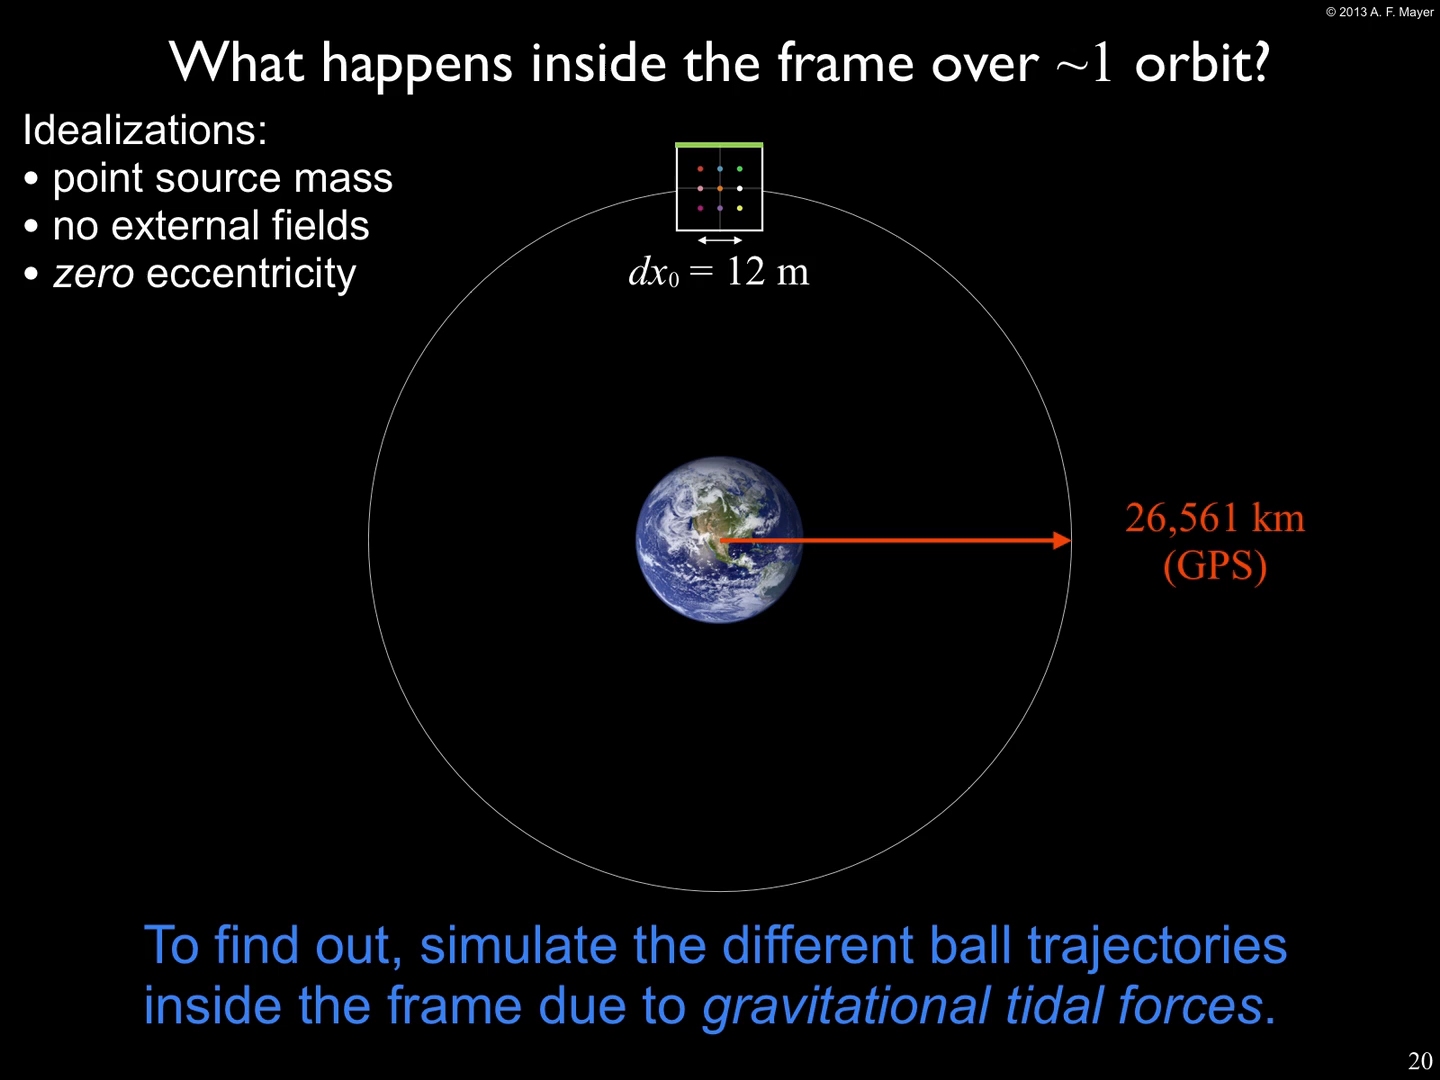 © 2013 A. F. Mayer
What happens inside the frame over ~1 orbit?
Idealizations:
• point source mass
• no external fields
• zero eccentricity
dx₀ = 12 m
26,561 km
(GPS)
To find out, simulate the different ball trajectories
inside the frame due to gravitational tidal forces.
20